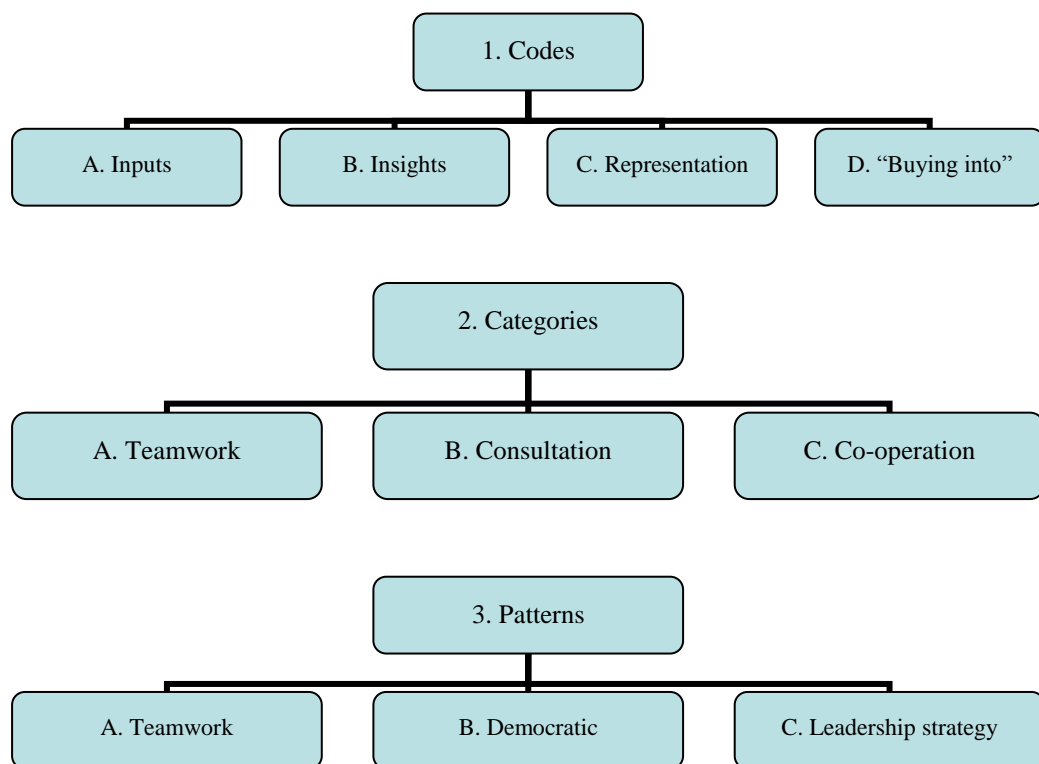 1. Codes
A. Inputs
B. Insights
C. Representation
D. “Buying into”
2. Categories
A. Teamwork
B. Consultation
C. Co-operation
3. Patterns
A. Teamwork
B. Democratic
C. Leadership strategy